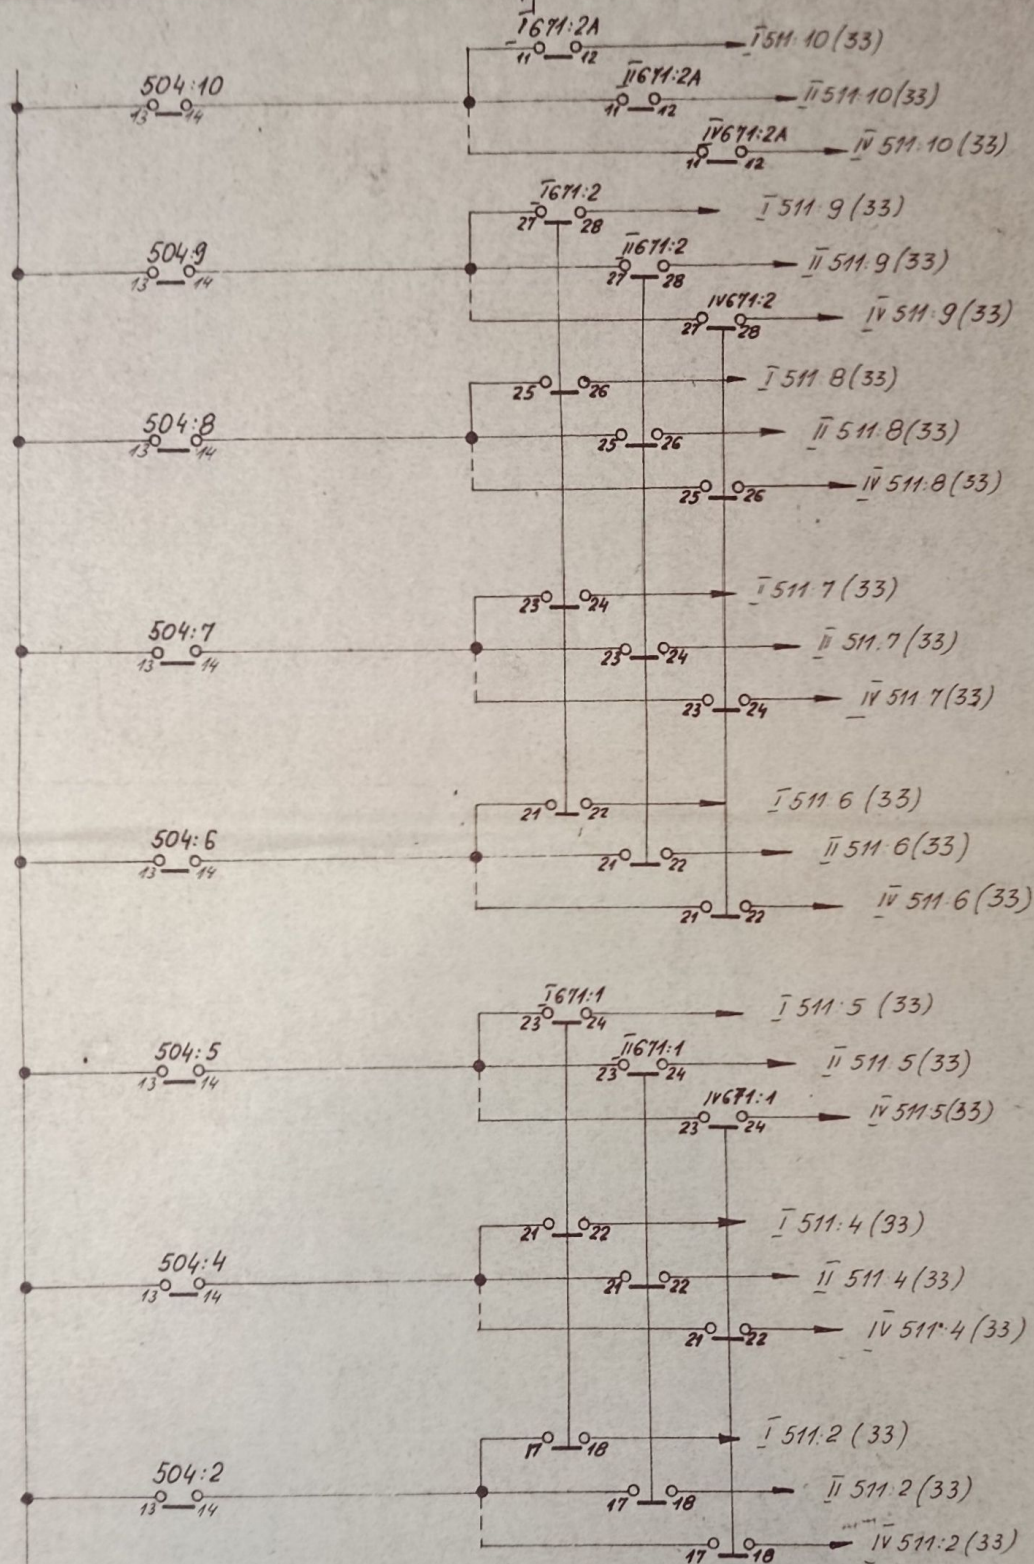 I671:2A
11 12 I 511:10 (33)
504:10
13 14
II671:2A
11 12 II 511:10 (33)
IV671:2A
11 12 IV 511:10 (33)
I671:2
27 28 I 511:9 (33)
504:9
13 14
II671:2
27 28 II 511:9 (33)
IV671:2
27 28 IV 511:9 (33)
25 26 I 511:8 (33)
504:8
13 14
25 26 II 511:8 (33)
25 26 IV 511:8 (33)
23 24 I 511:7 (33)
504:7
13 14
23 24 II 511:7 (33)
23 24 IV 511:7 (33)
21 22 I 511:6 (33)
504:6
13 14
21 22 II 511:6 (33)
21 22 IV 511:6 (33)
I671:1
23 24 I 511:5 (33)
504:5
13 14
II671:1
23 24 II 511:5 (33)
IV671:1
23 24 IV 511:5 (33)
21 22 I 511:4 (33)
504:4
13 14
21 22 II 511:4 (33)
21 22 IV 511:4 (33)
17 18 I 511:2 (33)
504:2
13 14
17 18 II 511:2 (33)
17 18 IV 511:2 (33)